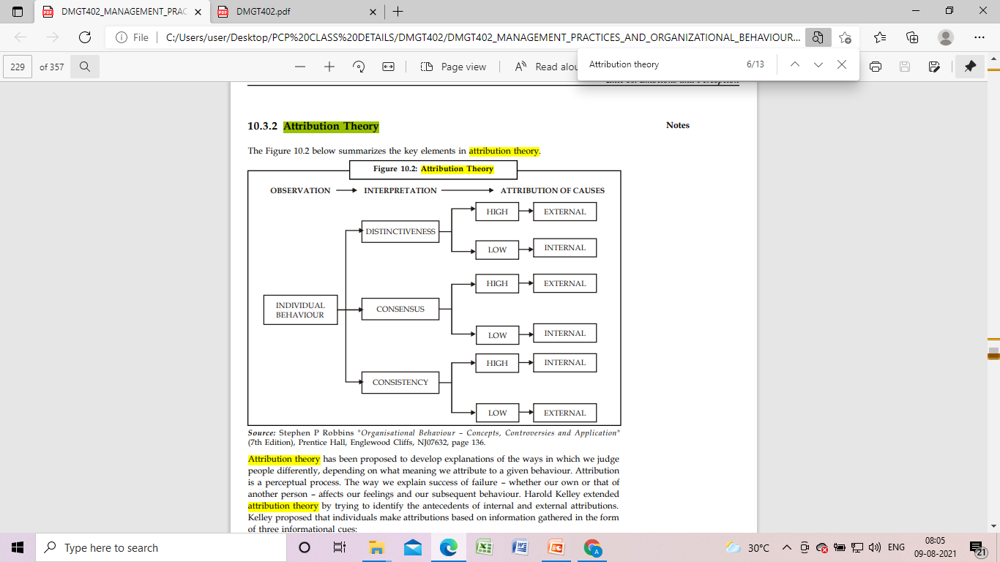 DMGT402_MANAGEMENT_PRAC
DMGT402.pdf
File
C:/Users/user/Desktop/PCP%20CLASS%20DETAILS/DMGT402/DMGT402_MANAGEMENT_PRACTICES_AND_ORGANIZATIONAL_BEHAVIOUR...
229 of 357
Page view
Read alou
Attribution theory 6/13
10.3.2 Attribution Theory
Notes
The Figure 10.2 below summarizes the key elements in attribution theory.
Figure 10.2: Attribution Theory
OBSERVATION INTERPRETATION ATTRIBUTION OF CAUSES
HIGH EXTERNAL
DISTINCTIVENESS
LOW INTERNAL
HIGH EXTERNAL
INDIVIDUAL
BEHAVIOUR
CONSENSUS
LOW INTERNAL
HIGH INTERNAL
CONSISTENCY
LOW EXTERNAL
Source: Stephen P Robbins "Organisational Behaviour – Concepts, Controversies and Application"
(7th Edition), Prentice Hall, Englewood Cliffs, NJ07632, page 136.
Attribution theory has been proposed to develop explanations of the ways in which we judge
people differently, depending on what meaning we attribute to a given behaviour. Attribution
is a perceptual process. The way we explain success of failure – whether our own or that of
another person – affects our feelings and our subsequent behaviour. Harold Kelley extended
attribution theory by trying to identify the antecedents of internal and external attributions.
Kelley proposed that individuals make attributions based on information gathered in the form
of three informational cues:
Type here to search
30°C
ENG
08:05
09-08-2021
21